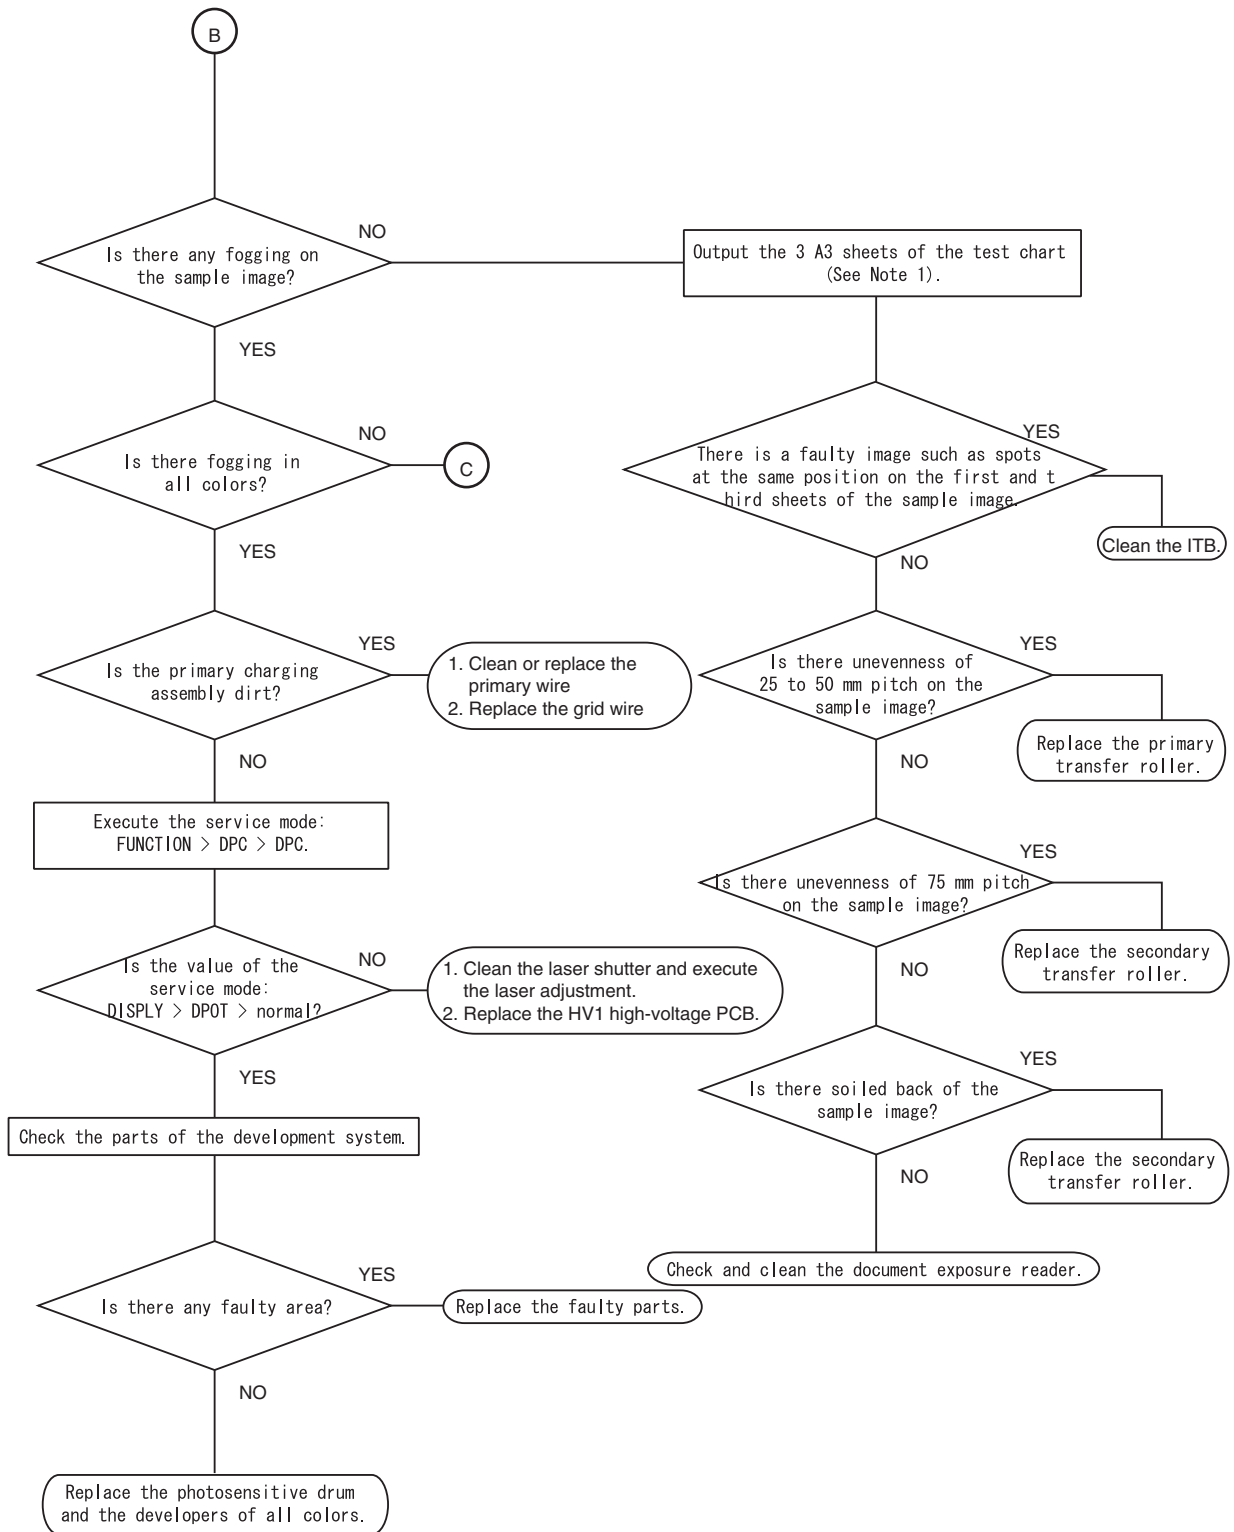 B
NO
Is there any fogging on
the sample image?
YES
Output the 3 A3 sheets of the test chart
(See Note 1).
NO
Is there fogging in
all colors?
C
YES
YES
There is a faulty image such as spots
at the same position on the first and t
hird sheets of the sample image.
Clean the ITB.
NO
YES
Is the primary charging
assembly dirt?
1. Clean or replace the
primary wire
2. Replace the grid wire
NO
YES
Is there unevenness of
25 to 50 mm pitch on the
sample image?
Replace the primary
transfer roller.
NO
Execute the service mode:
FUNCTION > DPC > DPC.
YES
Is there unevenness of 75 mm pitch
on the sample image?
Replace the secondary
transfer roller.
NO
NO
Is the value of the
service mode:
DISPLY > DPOT > normal?
1. Clean the laser shutter and execute
the laser adjustment.
2. Replace the HV1 high-voltage PCB.
YES
YES
Is there soiled back of the
sample image?
Replace the secondary
transfer roller.
NO
Check the parts of the development system.
Check and clean the document exposure reader.
YES
Is there any faulty area?
Replace the faulty parts.
NO
Replace the photosensitive drum
and the developers of all colors.